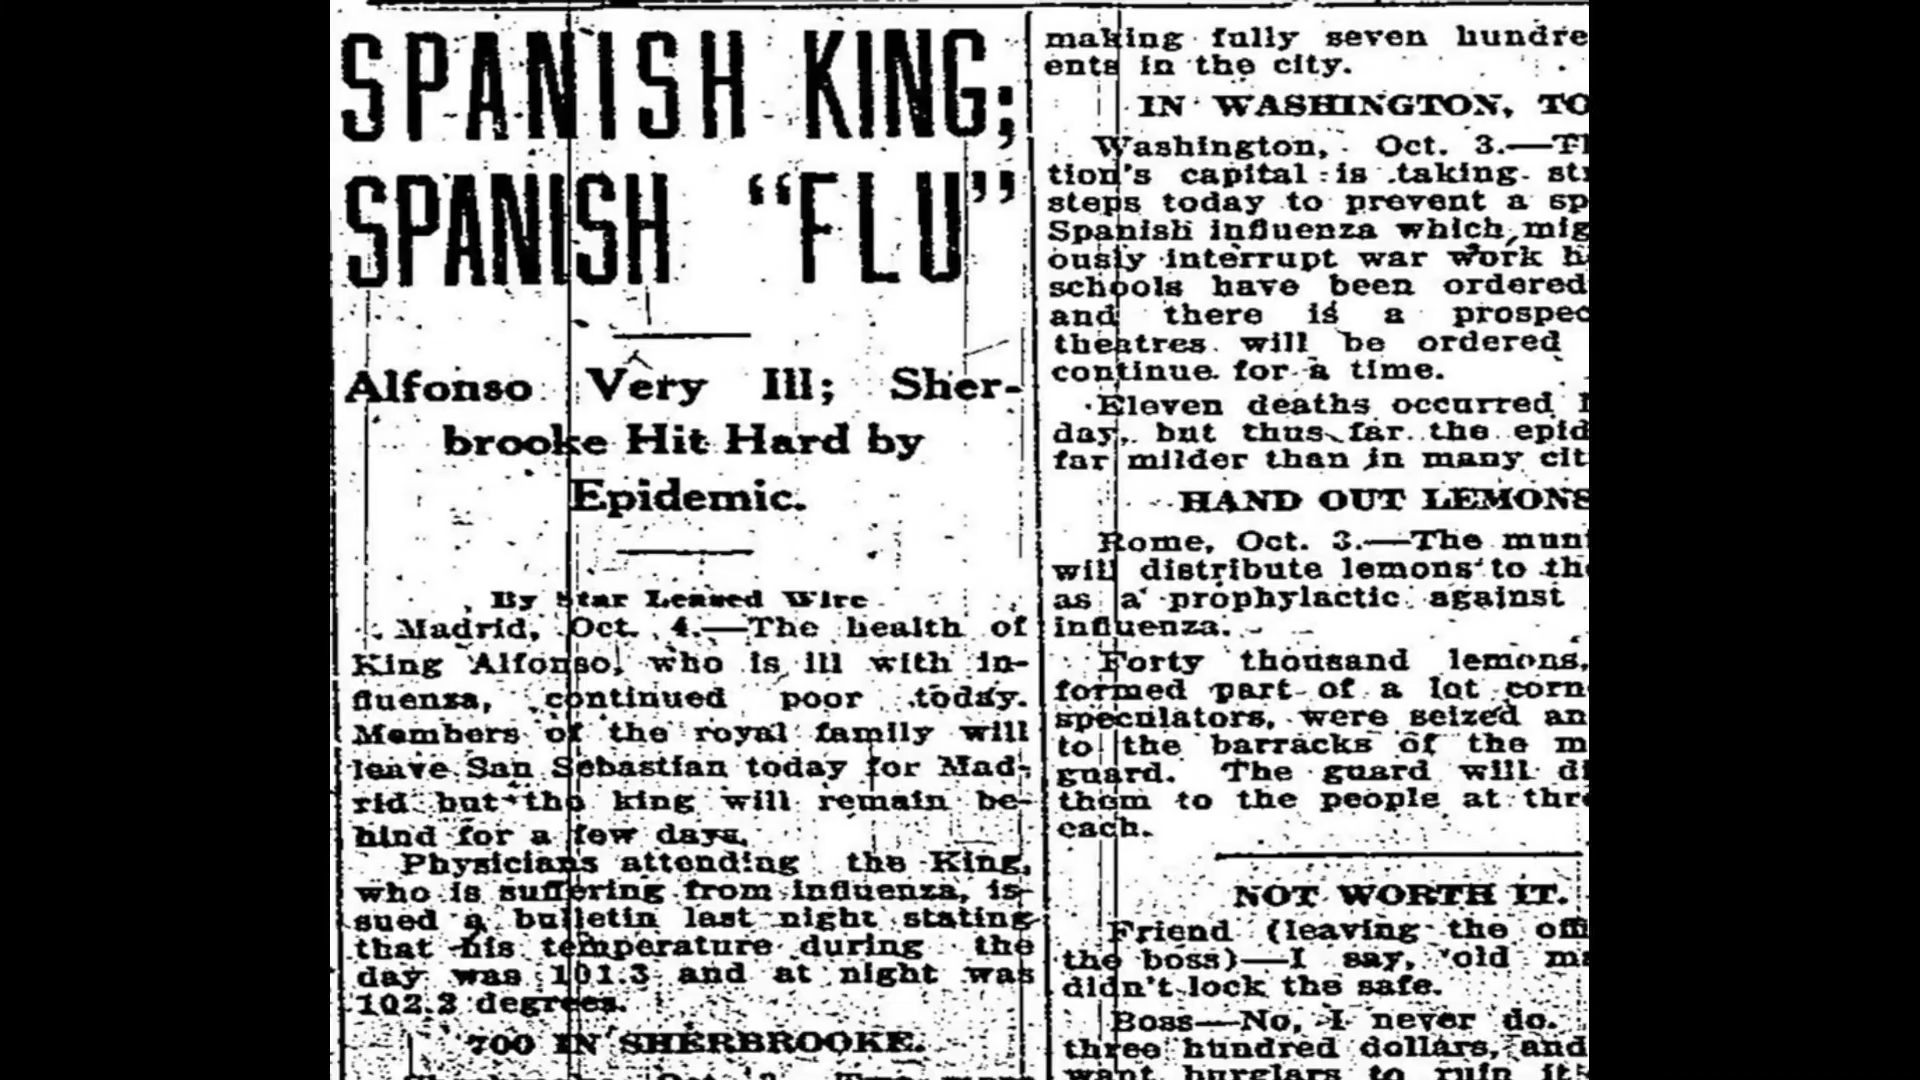 SPANISH KING;
SPANISH "FLU"
Alfonso Very Ill; Sher-
brooke Hit Hard by
Epidemic.
By Star Leased Wire
Madrid, Oct. 4.—The health of
King Alfonso, who is ill with in-
fluenza, continued poor today.
Members of the royal family will
leave San Sebastian today for Mad-
rid but the king will remain be-
hind for a few days.
Physicians attending the King,
who is suffering from influenza, is-
sued a bulletin last night stating
that his temperature during the
day was 101.3 and at night was
102.2 degrees.
700 IN SHERBROOKE.
making fully seven hundre
ents in the city.
IN WASHINGTON, TO
Washington, Oct. 3.—Th
tion's capital is taking str
steps today to prevent a sp
Spanish influenza which mig
ously interrupt war work ha
schools have been ordered
and there is a prospec
theatres will be ordered
continue for a time.
Eleven deaths occurred
day, but thus far the epid
far milder than in many cit
HAND OUT LEMONS
Rome, Oct. 3.—The muni
will distribute lemons to the
as a prophylactic against
influenza.
Forty thousand lemons,
formed part of a lot corn
speculators, were seized an
to the barracks of the m
guard. The guard will di
them to the people at thre
each.
NOT WORTH IT.
Friend (leaving the offi
the boss)—I say, old ma
didn't lock the safe.
Boss—No, I never do.
three hundred dollars, and
want burglars to ruin it